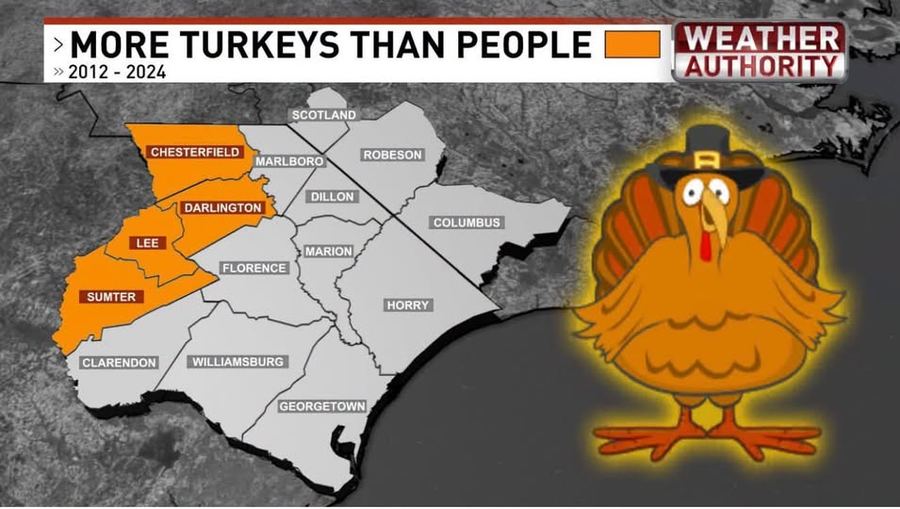 > MORE TURKEYS THAN PEOPLE
WEATHER
AUTHORITY
» 2012 - 2024
SCOTLAND
CHESTERFIELD
MARLBORO
ROBESON
DILLON
DARLINGTON
COLUMBUS
LEE
MARION
FLORENCE
SUMTER
HORRY
CLARENDON
WILLIAMSBURG
GEORGETOWN